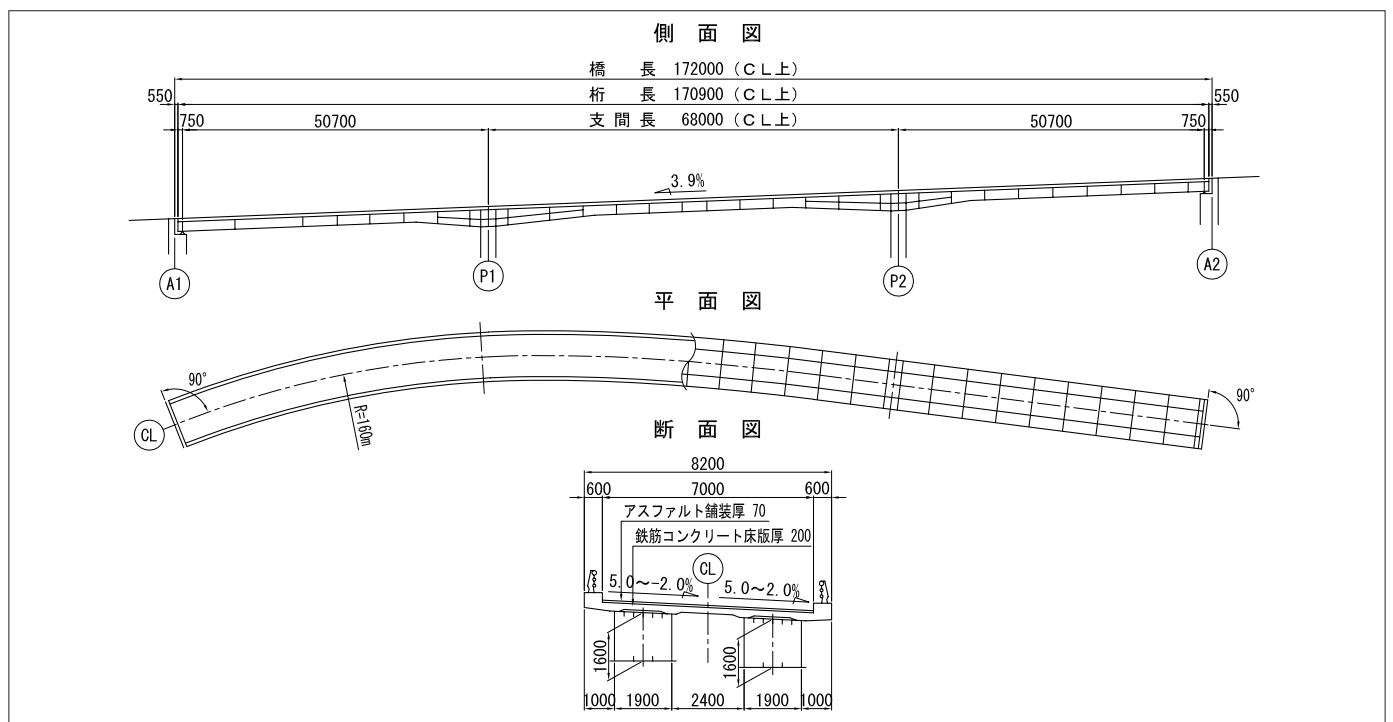 側面図
橋長 172000（ＣＬ上）
550 桁長 170900（ＣＬ上） 550
750 50700 支間長 68000（ＣＬ上） 50700 750
3.9%
A1 P1 P2 A2
平面図
90°
R=160m
90°
CL
断面図
8200
600 7000 600
アスファルト舗装厚 70
鉄筋コンクリート床版厚 200
CL
5.0～-2.0% 5.0～2.0%
1600 1600
1000 1900 2400 1900 1000